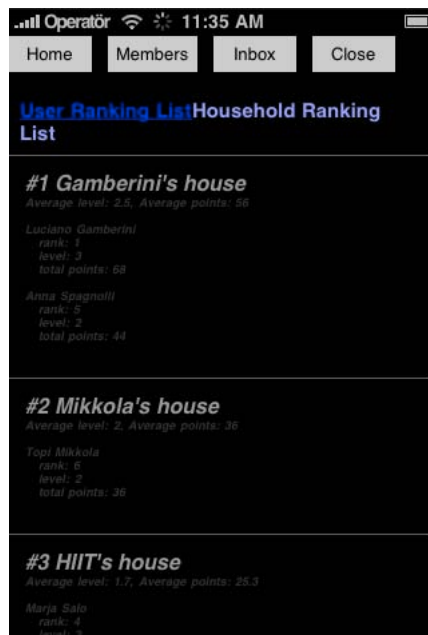 Operatör 11:35 AM
Home Members Inbox Close
User Ranking ListHousehold Ranking
List
#1 Gamberini's house
Average level: 2.5, Average points: 56
Luciano Gamberini
rank: 1
level: 3
total points: 68
Anna Spagnolli
rank: 5
level: 2
total points: 44
#2 Mikkola's house
Average level: 2, Average points: 36
Topi Mikkola
rank: 6
level: 2
total points: 36
#3 HIIT's house
Average level: 1.7, Average points: 25.3
Marja Salo
rank: 4